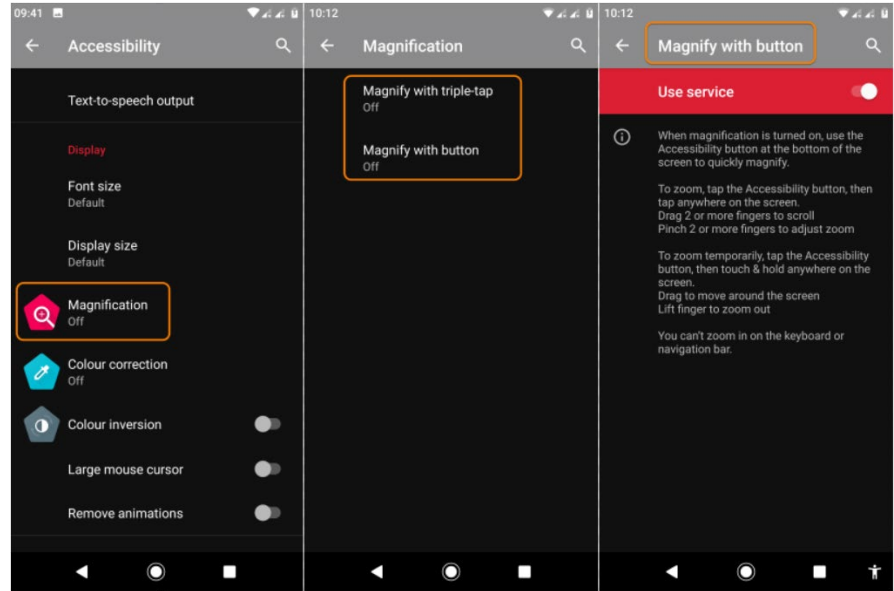 09:41
Accessibility
Text-to-speech output
Display
Font size
Default
Display size
Default
Magnification
Off
Colour correction
Off
Colour inversion
Large mouse cursor
Remove animations
10:12
Magnification
Magnify with triple-tap
Off
Magnify with button
Off
10:12
Magnify with button
Use service
When magnification is turned on, use the
Accessibility button at the bottom of the
screen to quickly magnify.
To zoom, tap the Accessibility button, then
tap anywhere on the screen.
Drag 2 or more fingers to scroll
Pinch 2 or more fingers to adjust zoom
To zoom temporarily, tap the Accessibility
button, then touch & hold anywhere on the
screen.
Drag to move around the screen
Lift finger to zoom out
You can't zoom in on the keyboard or
navigation bar.